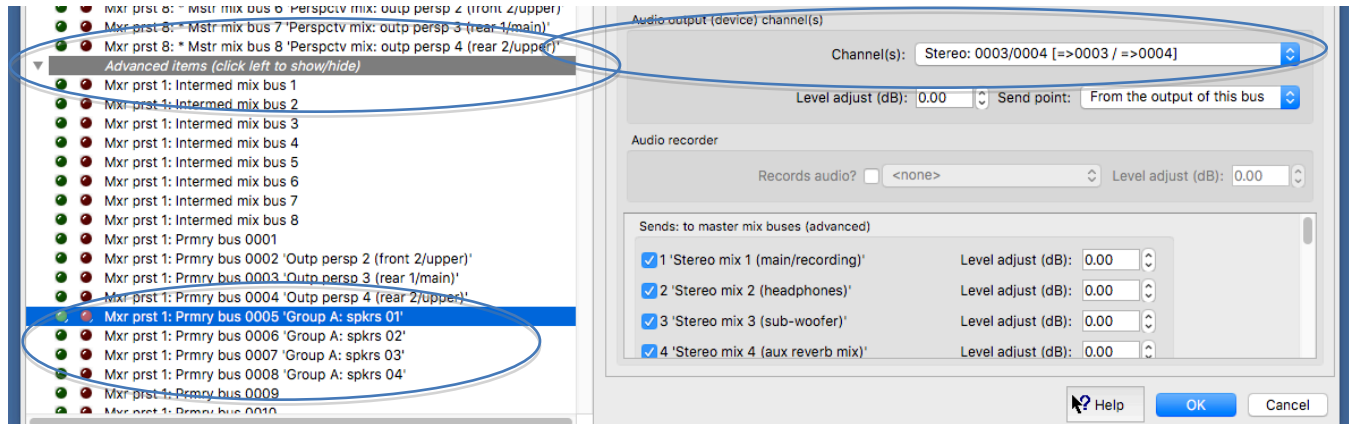 Mxr prst 8: * Mstr mix bus 6 'Perspctv mix: outp persp 2 (front 2/upper)'
Mxr prst 8: * Mstr mix bus 7 'Perspctv mix: outp persp 3 (rear 1/main)'
Mxr prst 8: * Mstr mix bus 8 'Perspctv mix: outp persp 4 (rear 2/upper)'
Advanced items (click left to show/hide)
Mxr prst 1: Intermed mix bus 1
Mxr prst 1: Intermed mix bus 2
Mxr prst 1: Intermed mix bus 3
Mxr prst 1: Intermed mix bus 4
Mxr prst 1: Intermed mix bus 5
Mxr prst 1: Intermed mix bus 6
Mxr prst 1: Intermed mix bus 7
Mxr prst 1: Intermed mix bus 8
Mxr prst 1: Prmry bus 0001
Mxr prst 1: Prmry bus 0002 'Outp persp 2 (front 2/upper)'
Mxr prst 1: Prmry bus 0003 'Outp persp 3 (rear 1/main)'
Mxr prst 1: Prmry bus 0004 'Outp persp 4 (rear 2/upper)'
Mxr prst 1: Prmry bus 0005 'Group A: spkrs 01'
Mxr prst 1: Prmry bus 0006 'Group A: spkrs 02'
Mxr prst 1: Prmry bus 0007 'Group A: spkrs 03'
Mxr prst 1: Prmry bus 0008 'Group A: spkrs 04'
Mxr prst 1: Prmry bus 0009
Mxr prst 1: Prmry bus 0010
Audio output (device) channel(s)
Channel(s): Stereo: 0003/0004 [=>0003 / =>0004]
Level adjust (dB): 0.00 Send point: From the output of this bus
Audio recorder
Records audio? <none> Level adjust (dB): 0.00
Sends: to master mix buses (advanced)
1 'Stereo mix 1 (main/recording)' Level adjust (dB): 0.00
2 'Stereo mix 2 (headphones)' Level adjust (dB): 0.00
3 'Stereo mix 3 (sub-woofer)' Level adjust (dB): 0.00
4 'Stereo mix 4 (aux reverb mix)' Level adjust (dB): 0.00
Help OK Cancel